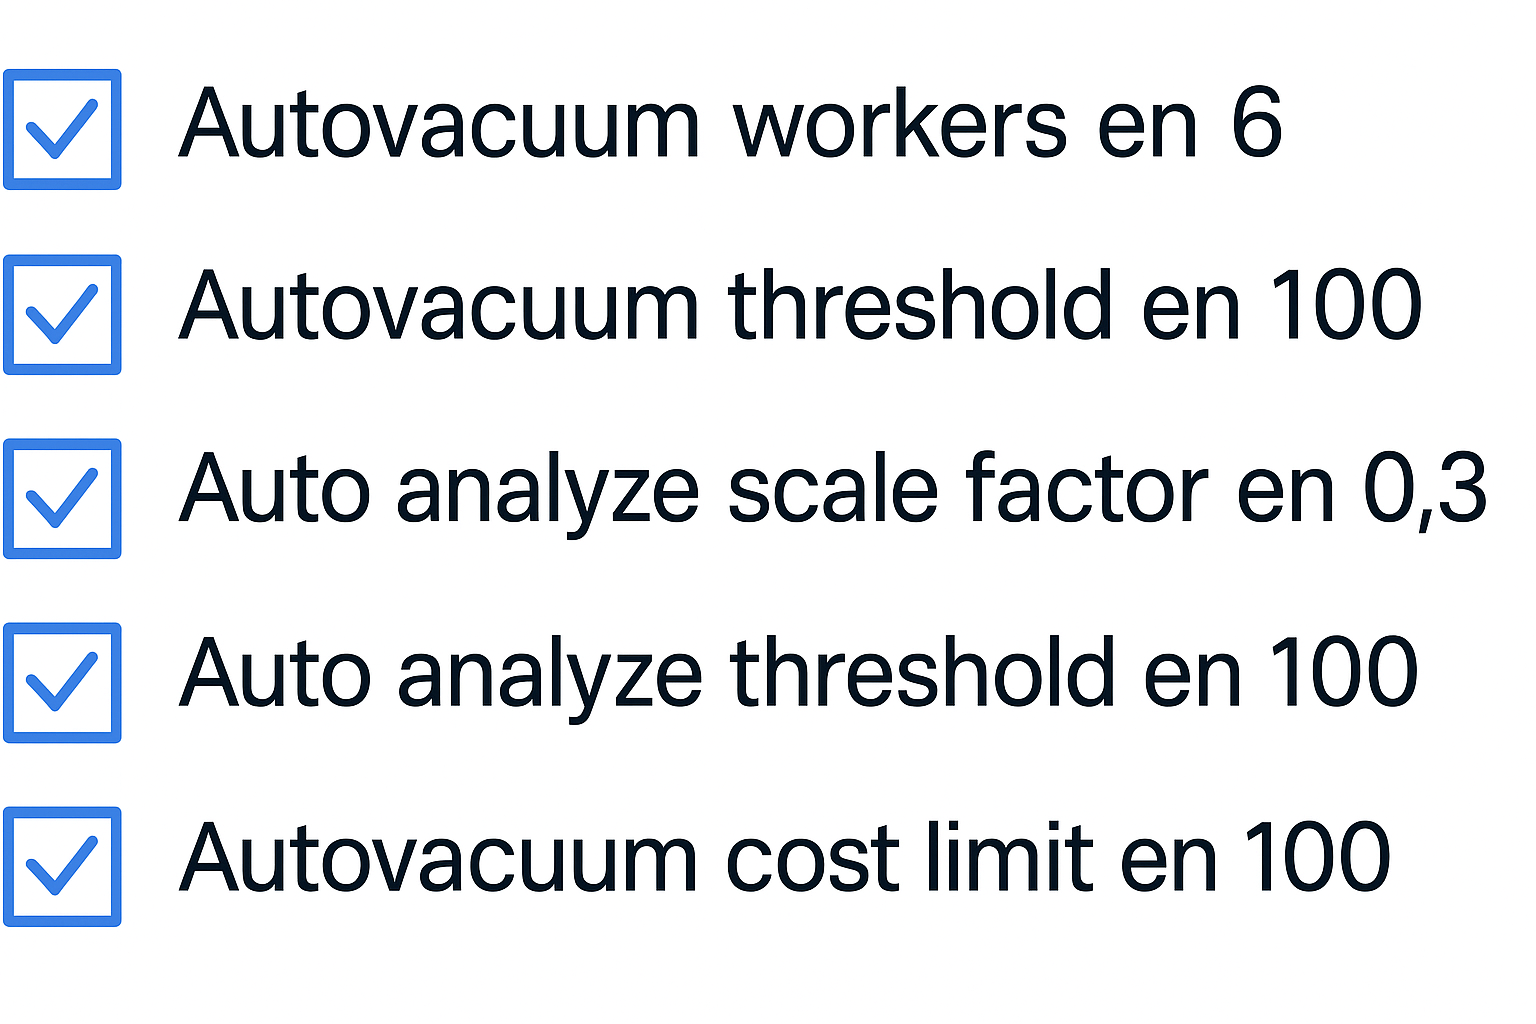 Autovacuum workers en 6
Autovacuum threshold en 100
Auto analyze scale factor en 0,3
Auto analyze threshold en 100
Autovacuum cost limit en 100